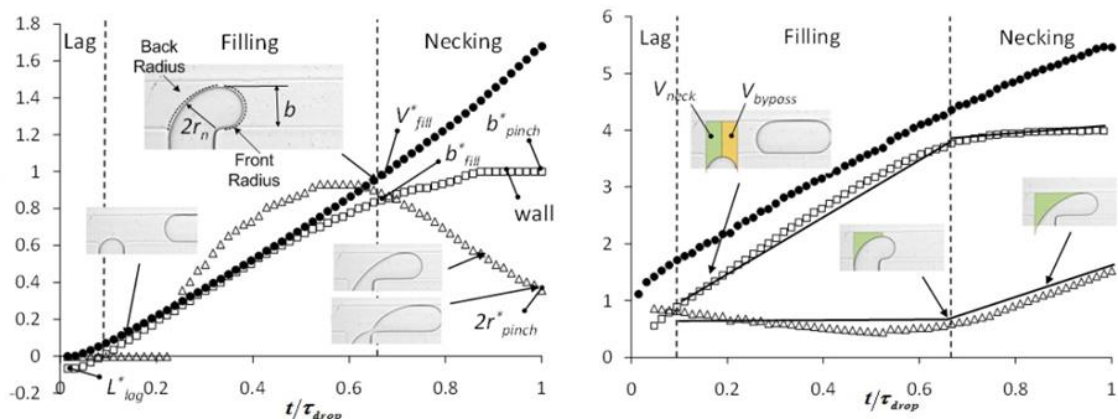 1.8
1.6
1.4
1.2
1
0.8
0.6
0.4
0.2
0
-0.2
Lag
Filling
Necking
Back
Radius
b
2r_n
Front
Radius
V*_fill
b*_fill
b*_pinch
wall
2r*_pinch
L*_lag
0
0.2
0.4
0.6
0.8
1
t/τ_drop
6
5
4
3
2
1
0
Lag
Filling
Necking
V_neck
V_bypass
0
0.2
0.4
0.6
0.8
1
t/τ_drop